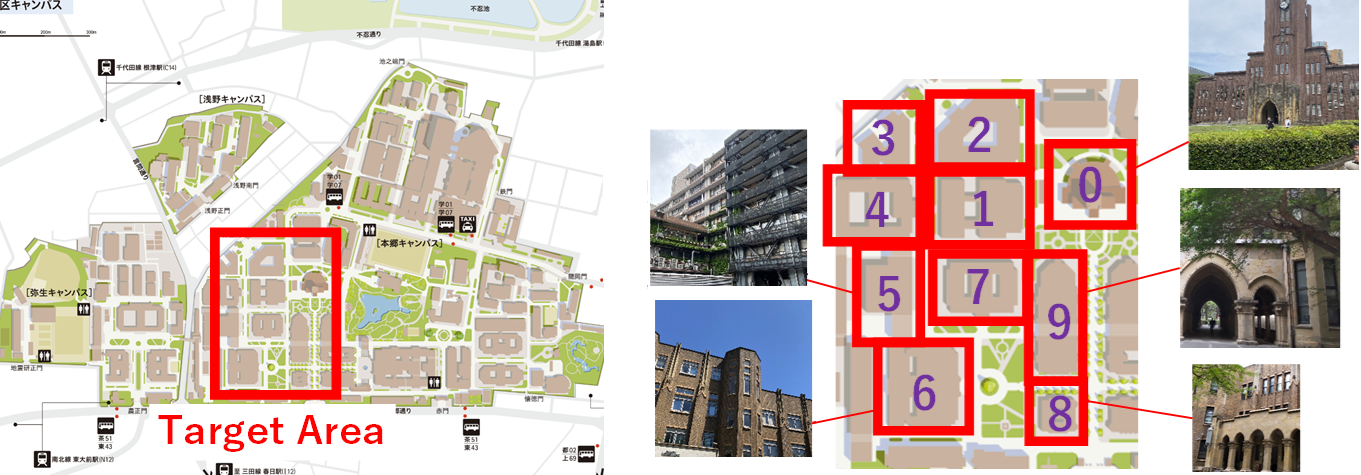 区キャンパス
200m
300m
不忍池
不忍通り
千代田線 湯島駅
池之端門
千代田線 根津駅(C14)
[浅野キャンパス]
言問通り
浅野南門
浅野正門
学01
学07
鉄門
学01
学07
TAXI
[本郷キャンパス]
龍岡門
[弥生キャンパス]
地震研正門
農正門
赤門
懐徳門
茶51
東43
茶51
東43
都02
上69
南北線 東大前駅(N12)
至 三田線 春日駅(I12)
Target Area
3
2
0
4
1
5
7
9
6
8